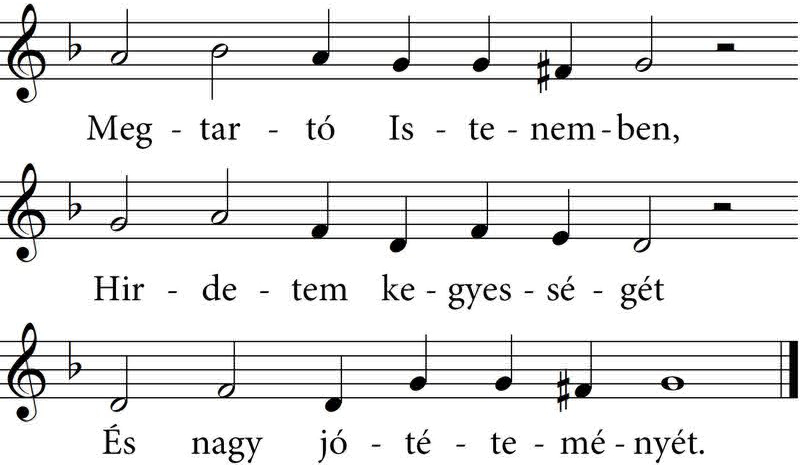 Meg - tar - tó Is - te - nem - ben,
Hir - de - tem ke - gyes - sé - gét
És nagy jó - té - te - mé - nyét.